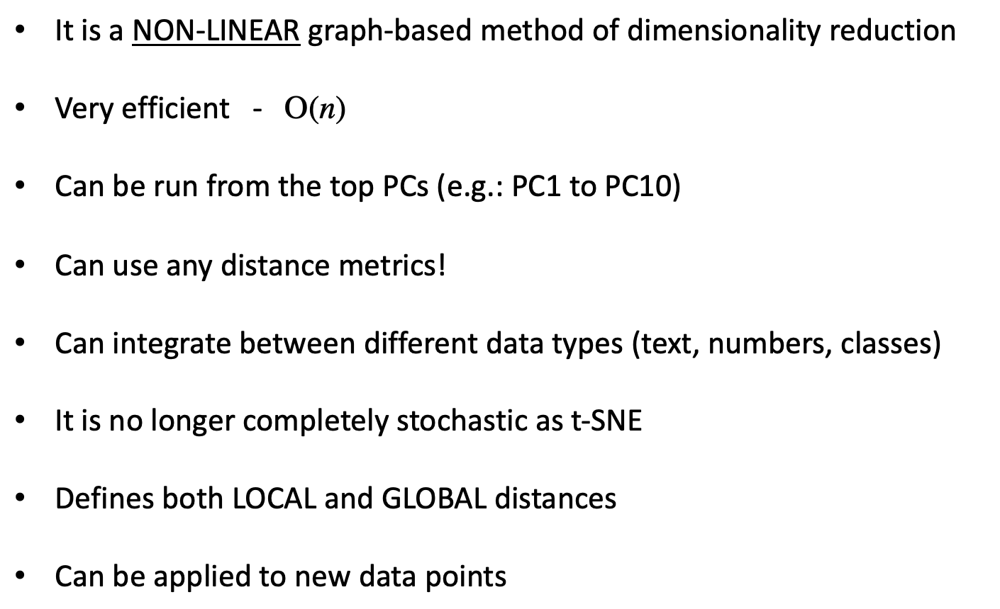 • It is a NON-LINEAR graph-based method of dimensionality reduction
• Very efficient - O(n)
• Can be run from the top PCs (e.g.: PC1 to PC10)
• Can use any distance metrics!
• Can integrate between different data types (text, numbers, classes)
• It is no longer completely stochastic as t-SNE
• Defines both LOCAL and GLOBAL distances
• Can be applied to new data points